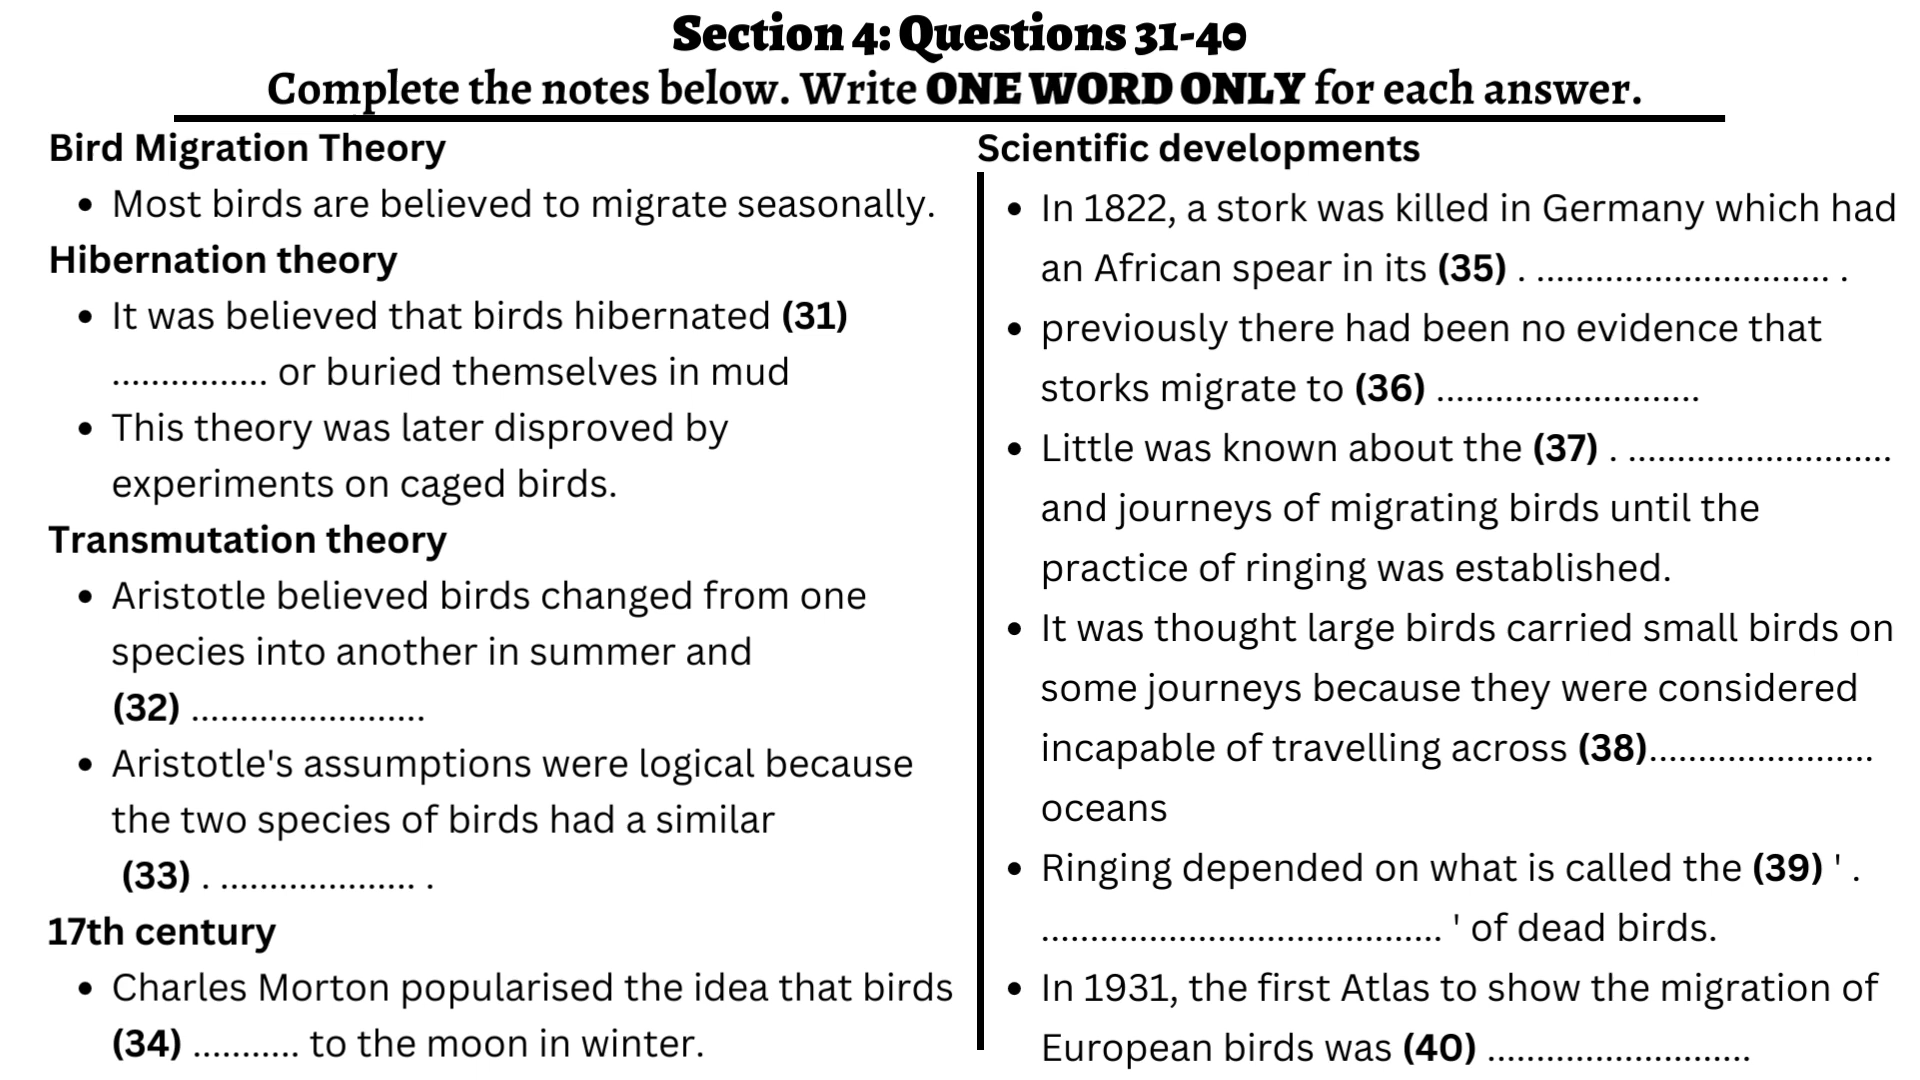 Section 4: Questions 31-40
Complete the notes below. Write ONE WORD ONLY for each answer.
Bird Migration Theory
• Most birds are believed to migrate seasonally.
Hibernation theory
• It was believed that birds hibernated (31)
................ or buried themselves in mud
• This theory was later disproved by
experiments on caged birds.
Transmutation theory
• Aristotle believed birds changed from one
species into another in summer and
(32) ........................
• Aristotle's assumptions were logical because
the two species of birds had a similar
(33) . .................... .
17th century
• Charles Morton popularised the idea that birds
(34) ........... to the moon in winter.
Scientific developments
• In 1822, a stork was killed in Germany which had
an African spear in its (35) . .............................. .
• previously there had been no evidence that
storks migrate to (36) ...........................
• Little was known about the (37) . ...........................
and journeys of migrating birds until the
practice of ringing was established.
• It was thought large birds carried small birds on
some journeys because they were considered
incapable of travelling across (38).......................
oceans
• Ringing depended on what is called the (39) ' .
......................................... ' of dead birds.
• In 1931, the first Atlas to show the migration of
European birds was (40) ...........................